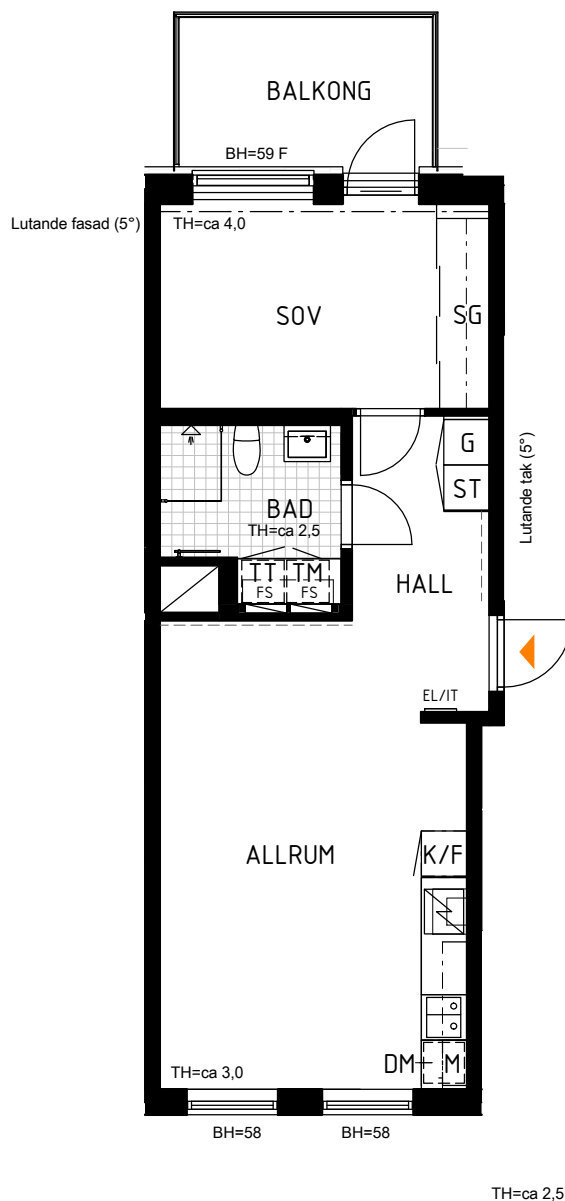 BALKONG
BH=59 F
Lutande fasad (5°)
TH=ca 4,0
SOV
SG
G
ST
Lutande tak (5°)
BAD
TH=ca 2,5
TT
TM
FS
FS
HALL
EL/IT
ALLRUM
K/F
TH=ca 3,0
DM
M
BH=58
BH=58
TH=ca 2,5